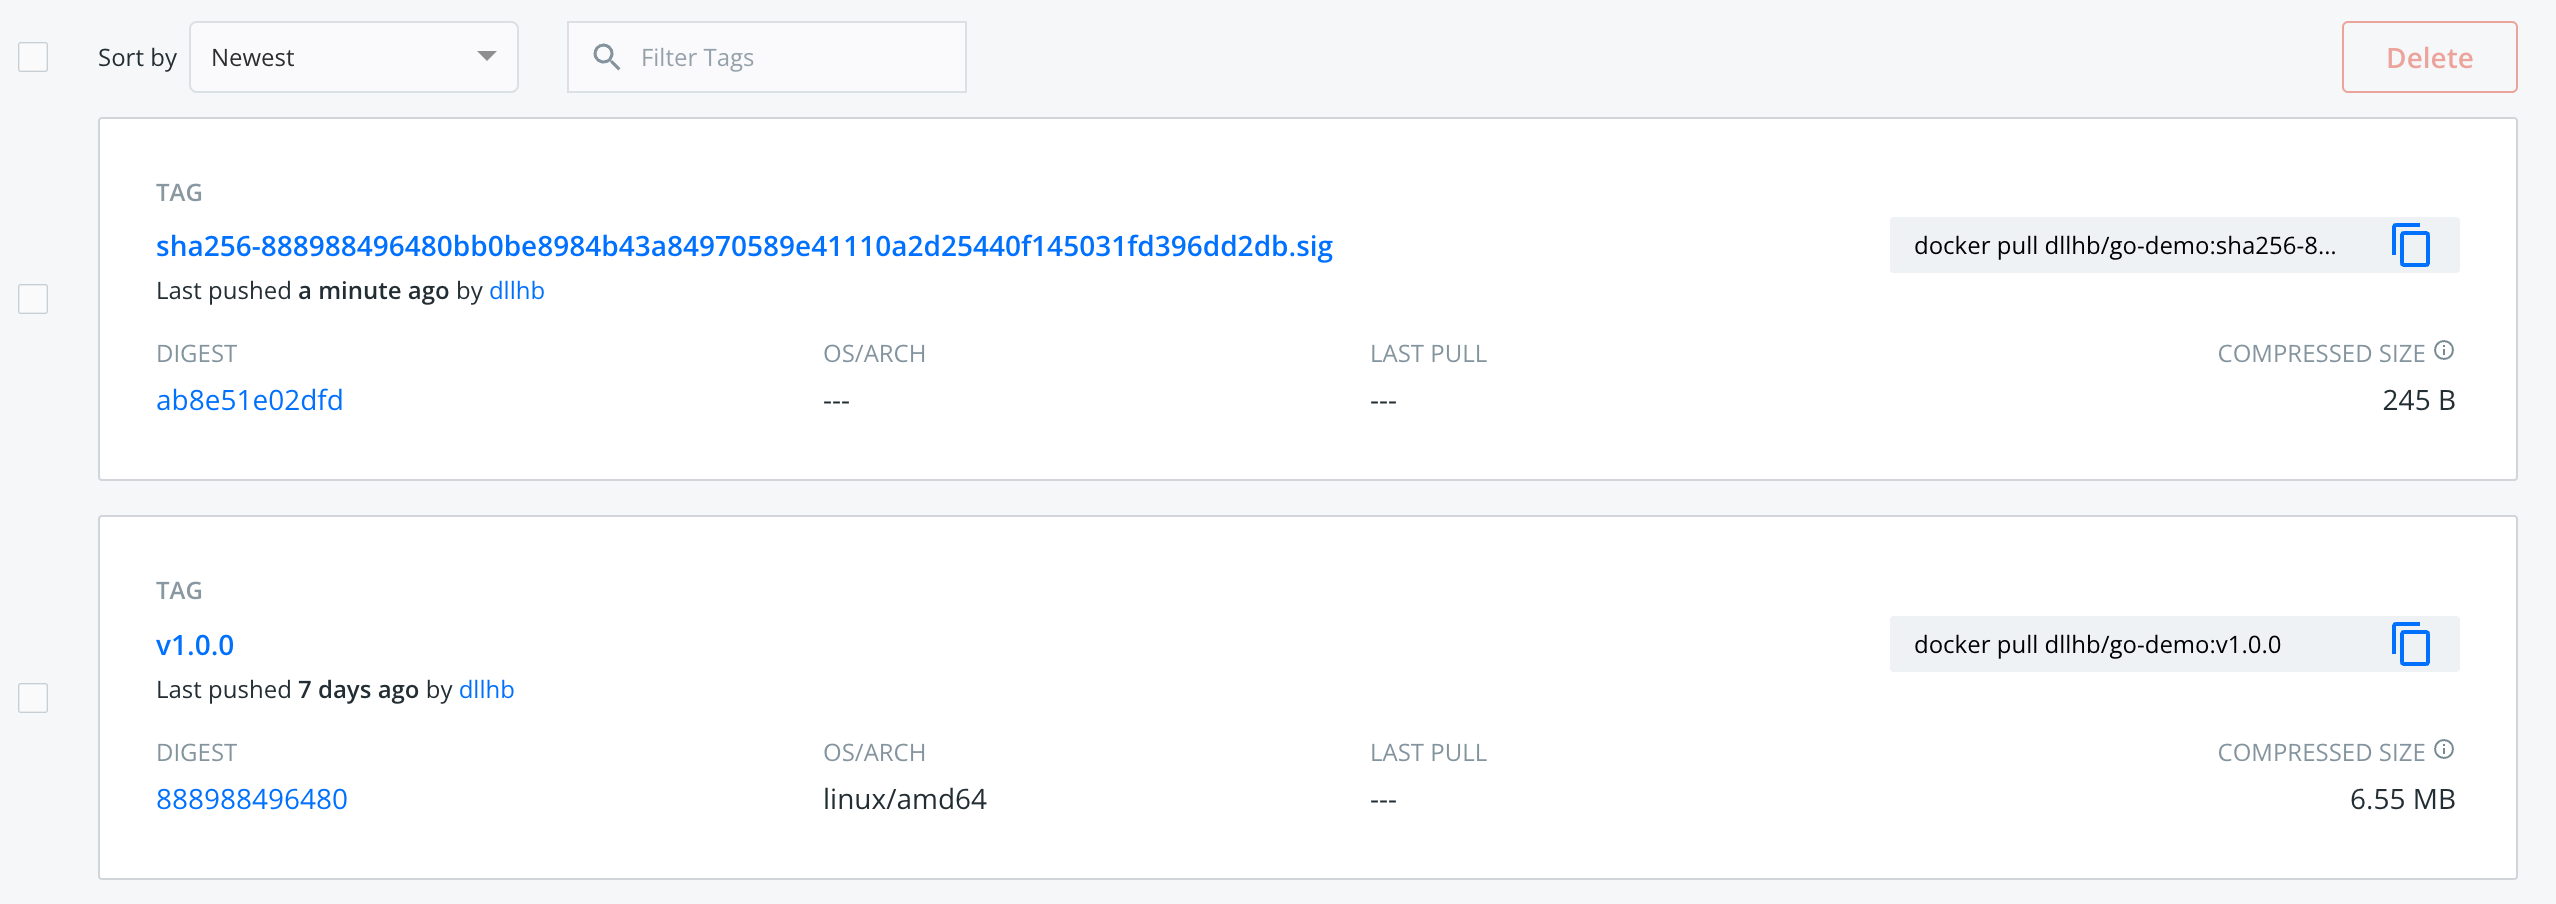 Sort by Newest Filter Tags Delete
TAG
sha256-888988496480bb0be8984b43a84970589e41110a2d25440f145031fd396dd2db.sig docker pull dllhb/go-demo:sha256-8...
Last pushed a minute ago by dllhb
DIGEST OS/ARCH LAST PULL COMPRESSED SIZE
ab8e51e02dfd --- --- 245 B
TAG
v1.0.0 docker pull dllhb/go-demo:v1.0.0
Last pushed 7 days ago by dllhb
DIGEST OS/ARCH LAST PULL COMPRESSED SIZE
888988496480 linux/amd64 --- 6.55 MB